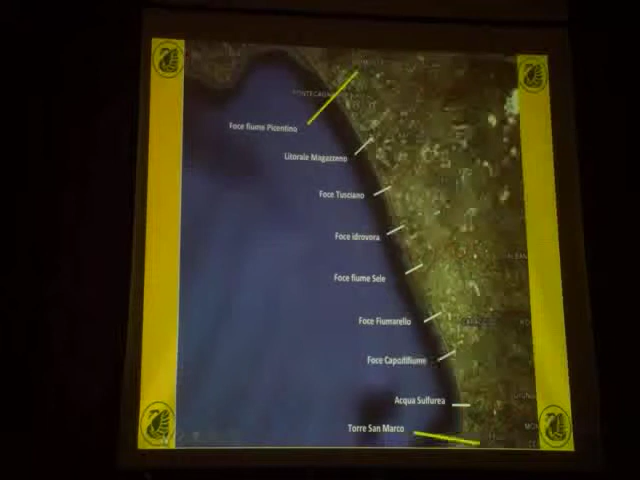 Foce fiume Picentino
Litorale Magazzeno
Foce Tusciano
Foce idrovora
Foce fiume Sele
Foce Fiumarello
Foce Capodifiume
Acqua Sulfurea
Torre San Marco